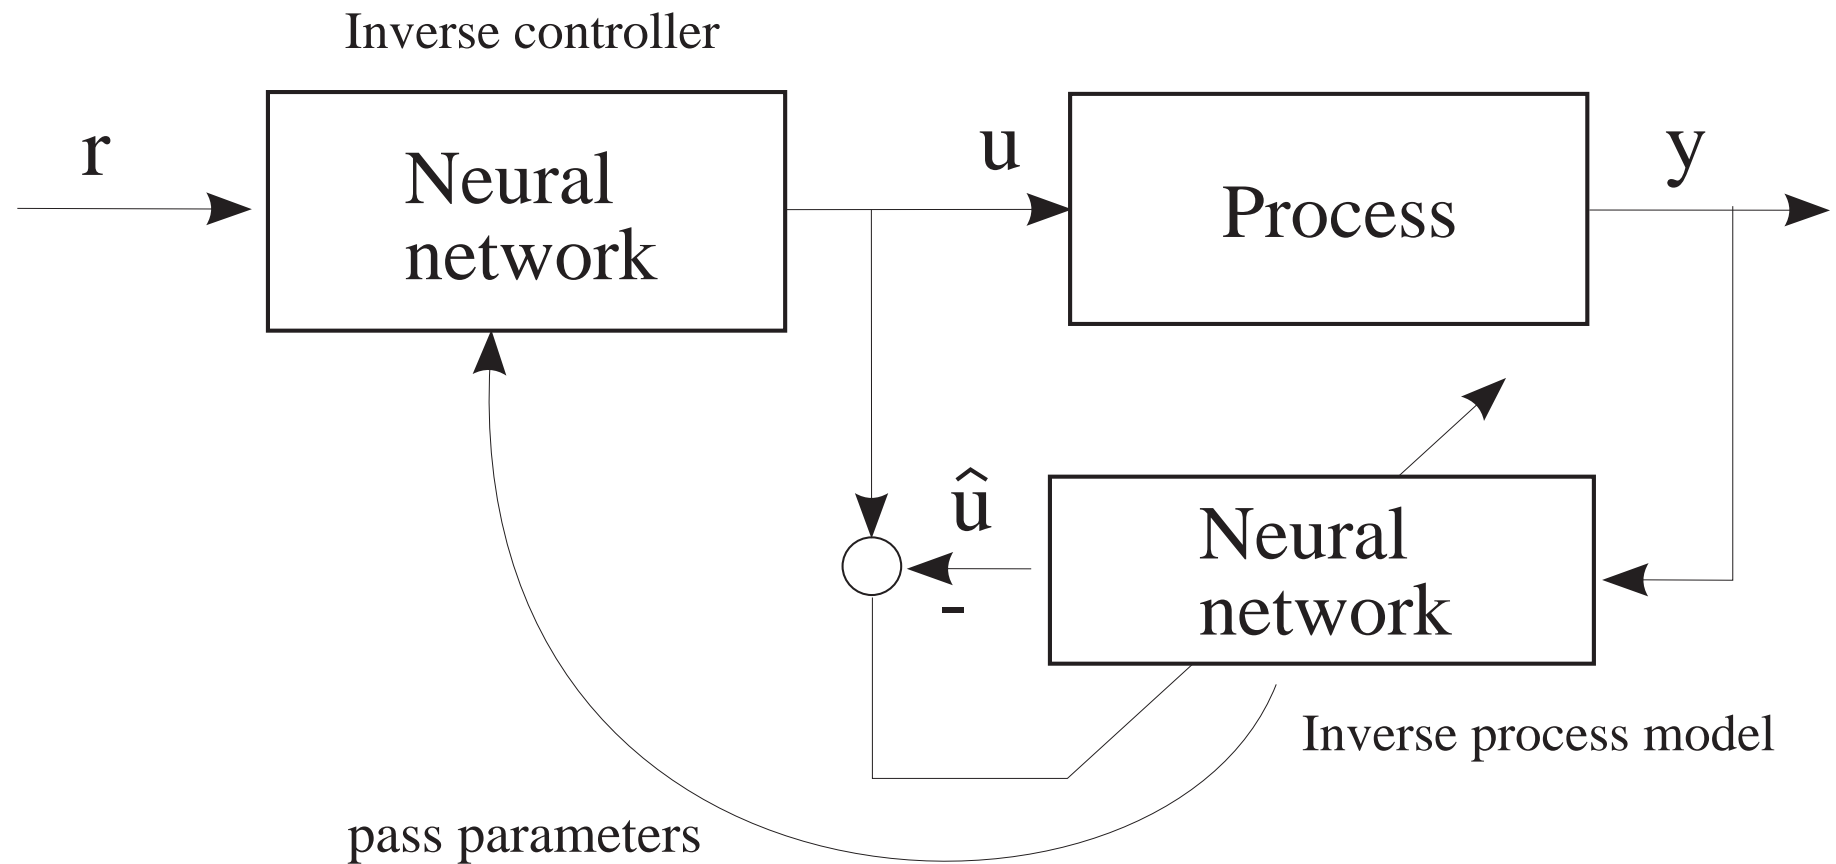 Inverse controller
r
Neural
network
u
Process
y
û
-
Neural
network
Inverse process model
pass parameters